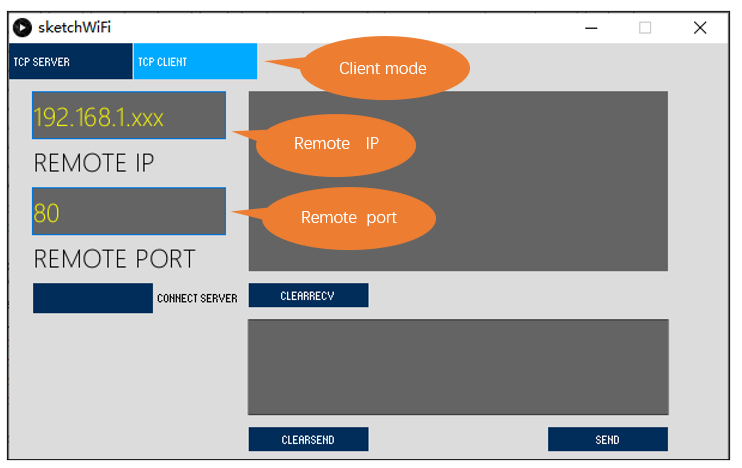 sketchWiFi
TCP SERVER
TCP CLIENT
Client mode
192.168.1.xxx
Remote IP
REMOTE IP
80
Remote port
REMOTE PORT
CONNECT SERVER
CLEARRECV
CLEARSEND
SEND